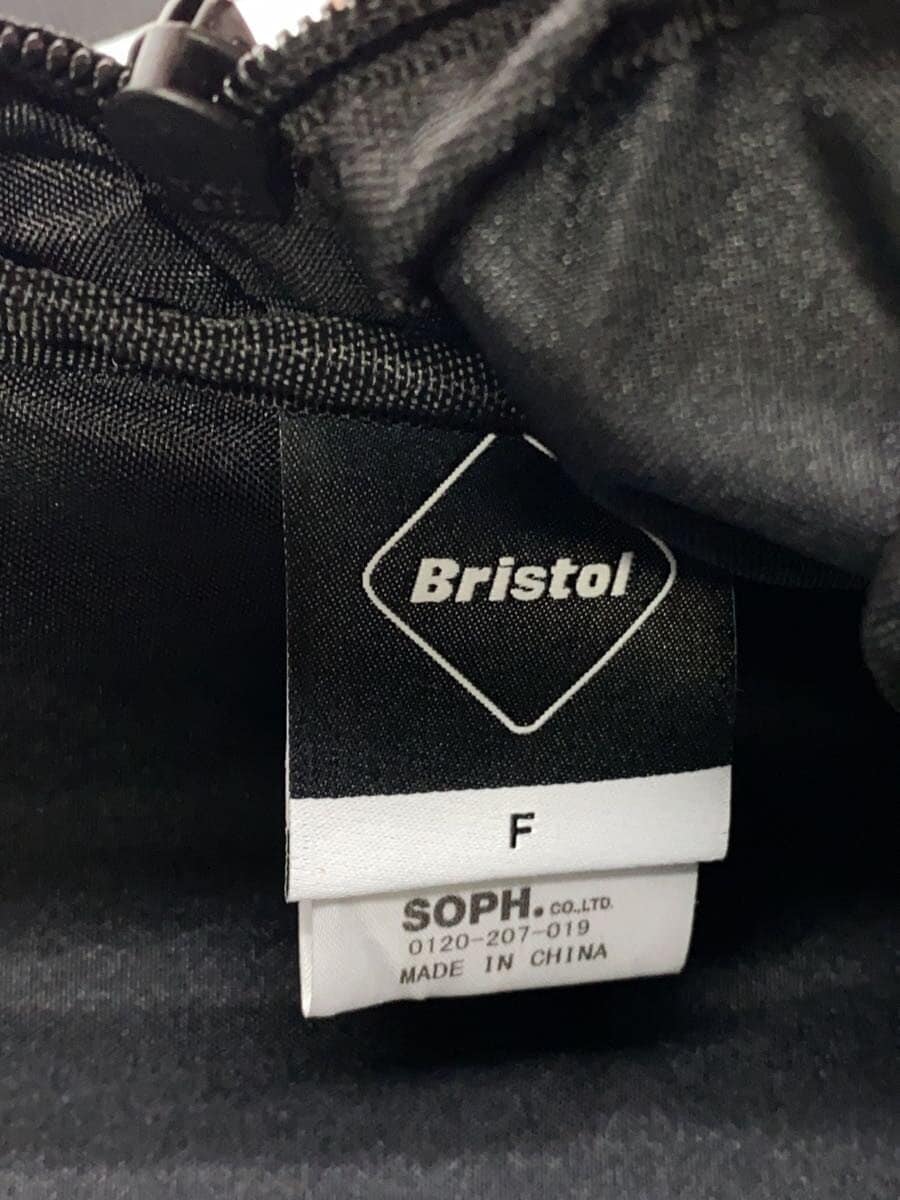 Bristol
F
SOPH. CO.,LTD.
0120-207-019
MADE IN CHINA